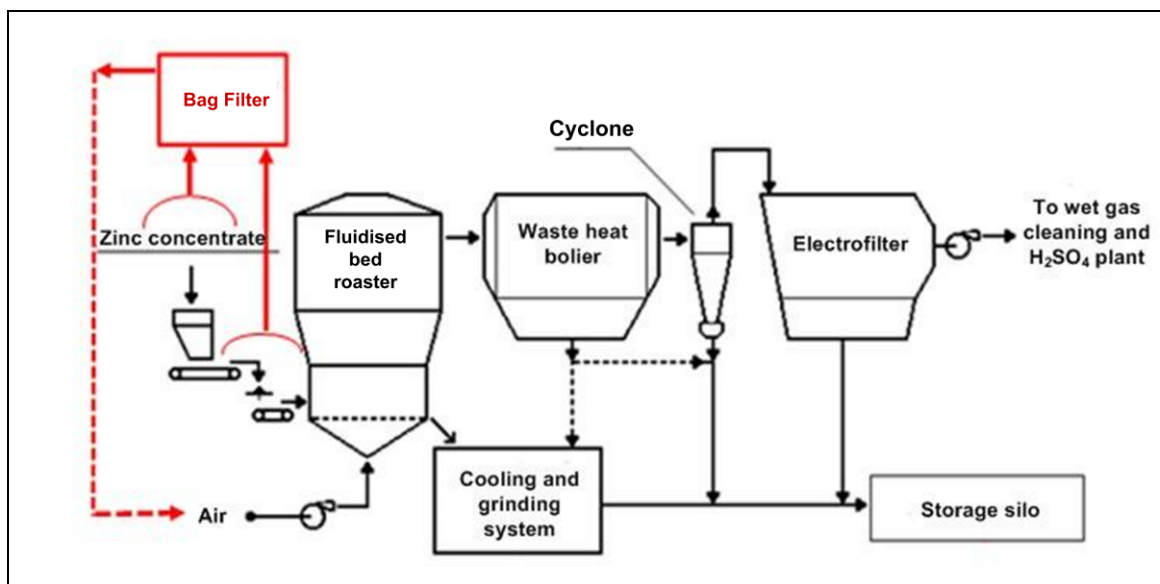 Bag Filter
Cyclone
Zinc concentrate
Fluidised
bed
roaster
Waste heat
bolier
Electrofilter
To wet gas
cleaning and
H₂SO₄ plant
Air
Cooling and
grinding
system
Storage silo